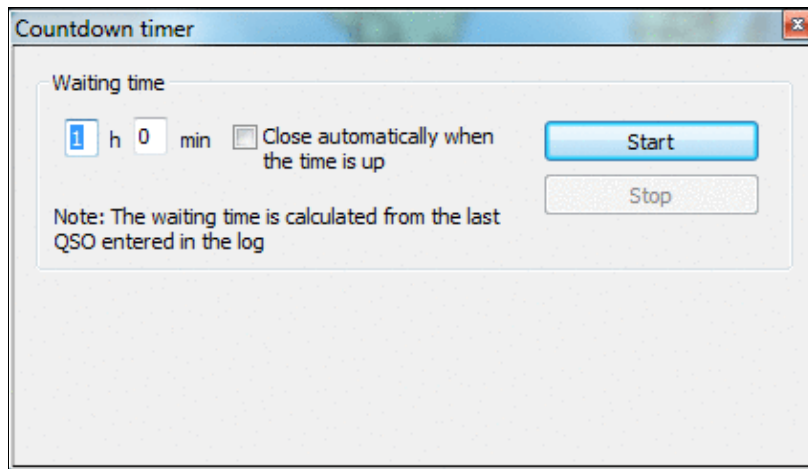 Countdown timer
Waiting time
1 h 0 min
Close automatically when
the time is up
Start
Stop
Note: The waiting time is calculated from the last
QSO entered in the log